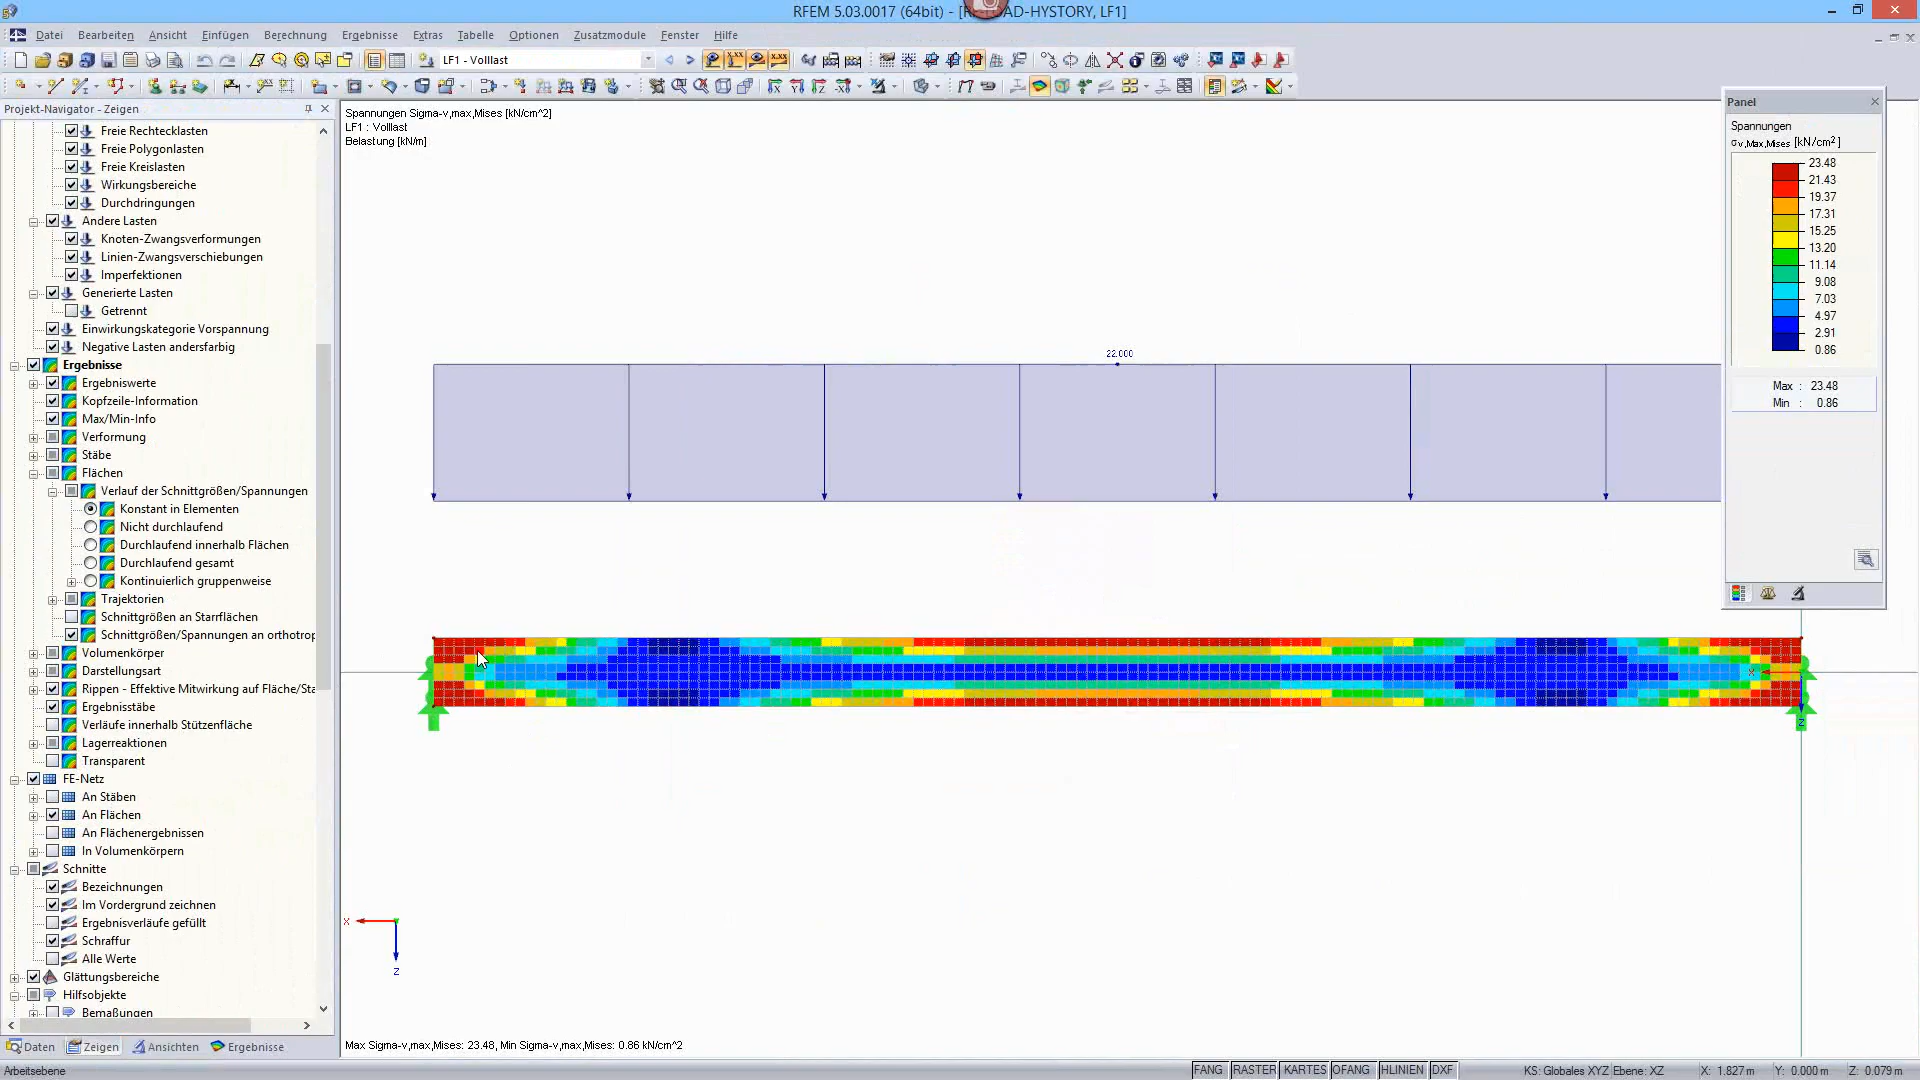 RFEM 5.03.0017 (64bit) - [R
AD-HYSTORY, LF1]
Datei Bearbeiten Ansicht Einfügen Berechnung Ergebnisse Extras Tabelle Optionen Zusatzmodule Fenster Hilfe
LF1 - Volllast
Projekt-Navigator - Zeigen
Freie Rechtecklasten
Freie Polygonlasten
Freie Kreislasten
Wirkungsbereiche
Durchdringungen
Andere Lasten
Knoten-Zwangsverformungen
Linien-Zwangsverschiebungen
Imperfektionen
Generierte Lasten
Getrennt
Einwirkungskategorie Vorspannung
Negative Lasten andersfarbig
Ergebnisse
Ergebniswerte
Kopfzeile-Information
Max/Min-Info
Verformung
Stäbe
Flächen
Verlauf der Schnittgrößen/Spannungen
Konstant in Elementen
Nicht durchlaufend
Durchlaufend innerhalb Flächen
Durchlaufend gesamt
Kontinuierlich gruppenweise
Trajektorien
Schnittgrößen an Starrflächen
Schnittgrößen/Spannungen an orthotrop
Volumenkörper
Darstellungsart
Rippen - Effektive Mitwirkung auf Fläche/Sta
Ergebnisstäbe
Verläufe innerhalb Stützenfläche
Lagerreaktionen
Transparent
FE-Netz
An Stäben
An Flächen
An Flächenergebnissen
In Volumenkörpern
Schnitte
Bezeichnungen
Im Vordergrund zeichnen
Ergebnisverläufe gefüllt
Schraffur
Alle Werte
Glättungsbereiche
Hilfsobjekte
Bemaßungen
Daten Zeigen Ansichten Ergebnisse
Spannungen Sigma-v,max,Mises [kN/cm^2]
LF1 : Volllast
Belastung [kN/m]
22.000
X
Z
X
Z
Max Sigma-v,max,Mises: 23.48, Min Sigma-v,max,Mises: 0.86 kN/cm^2
Panel
Spannungen
σv,Max,Mises [kN/cm²]
23.48
21.43
19.37
17.31
15.25
13.20
11.14
9.08
7.03
4.97
2.91
0.86
Max : 23.48
Min : 0.86
Arbeitsebene
FANG RASTER KARTES OFANG HLINIEN DXF
KS: Globales XYZ Ebene: XZ X: 1.827 m Y: 0.000 m Z: 0.079 m